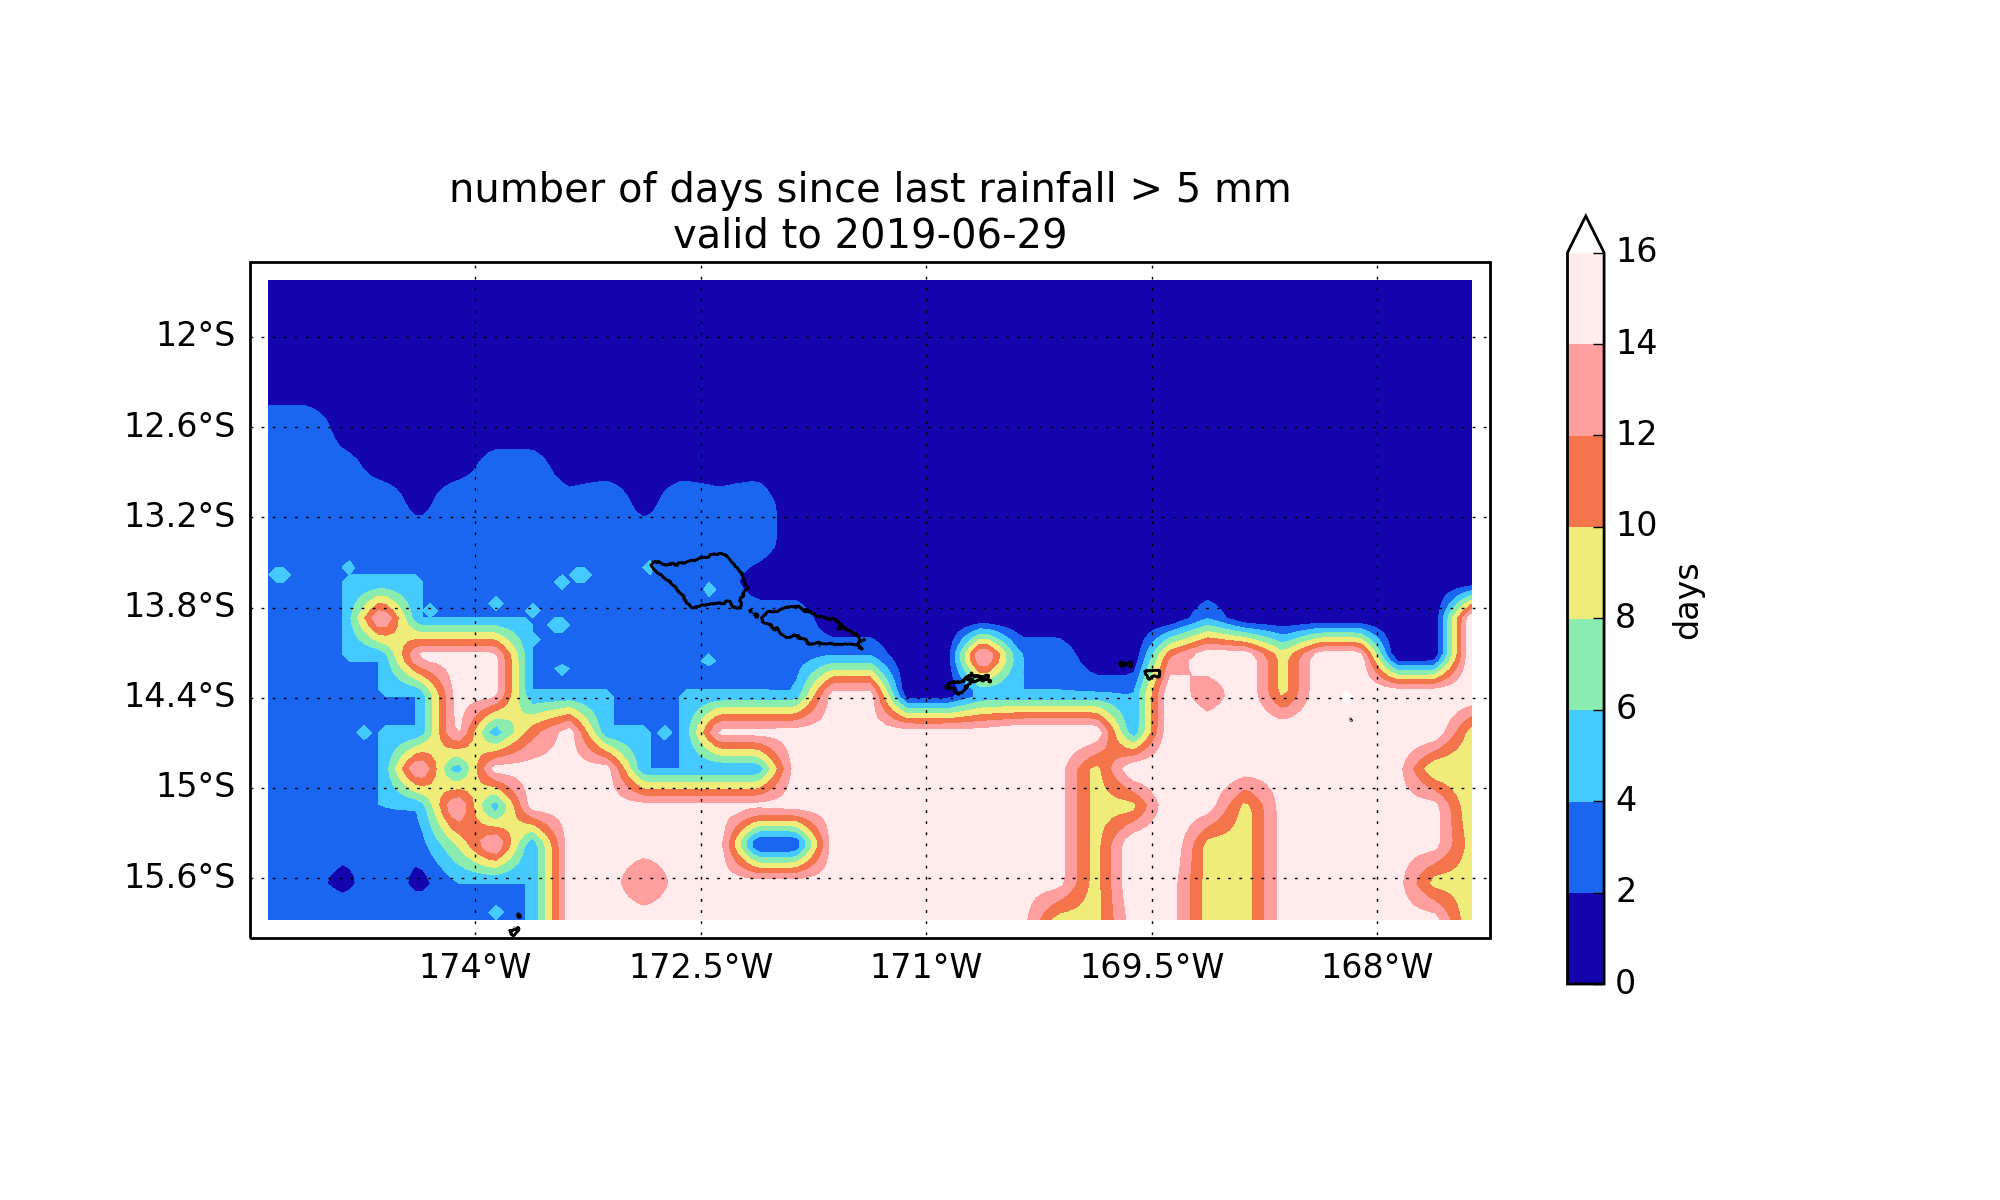 number of days since last rainfall > 5 mm
valid to 2019-06-29
12°S
12.6°S
13.2°S
13.8°S
14.4°S
15°S
15.6°S
174°W
172.5°W
171°W
169.5°W
168°W
16
14
12
10
8
6
4
2
0
days